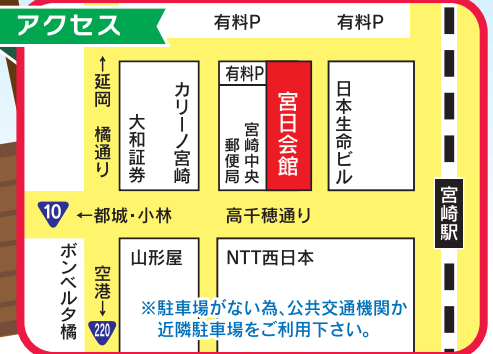 アクセス
有料P
有料P
↑延岡 橘通り
大和証券
カリーノ宮崎
有料P
宮崎中央
郵便局
宮日会館
日本生命ビル
宮崎駅
10 ←都城・小林
高千穂通り
ボンベルタ橘
空港→
220
山形屋
NTT西日本
※駐車場がない為、公共交通機関か
近隣駐車場をご利用下さい。